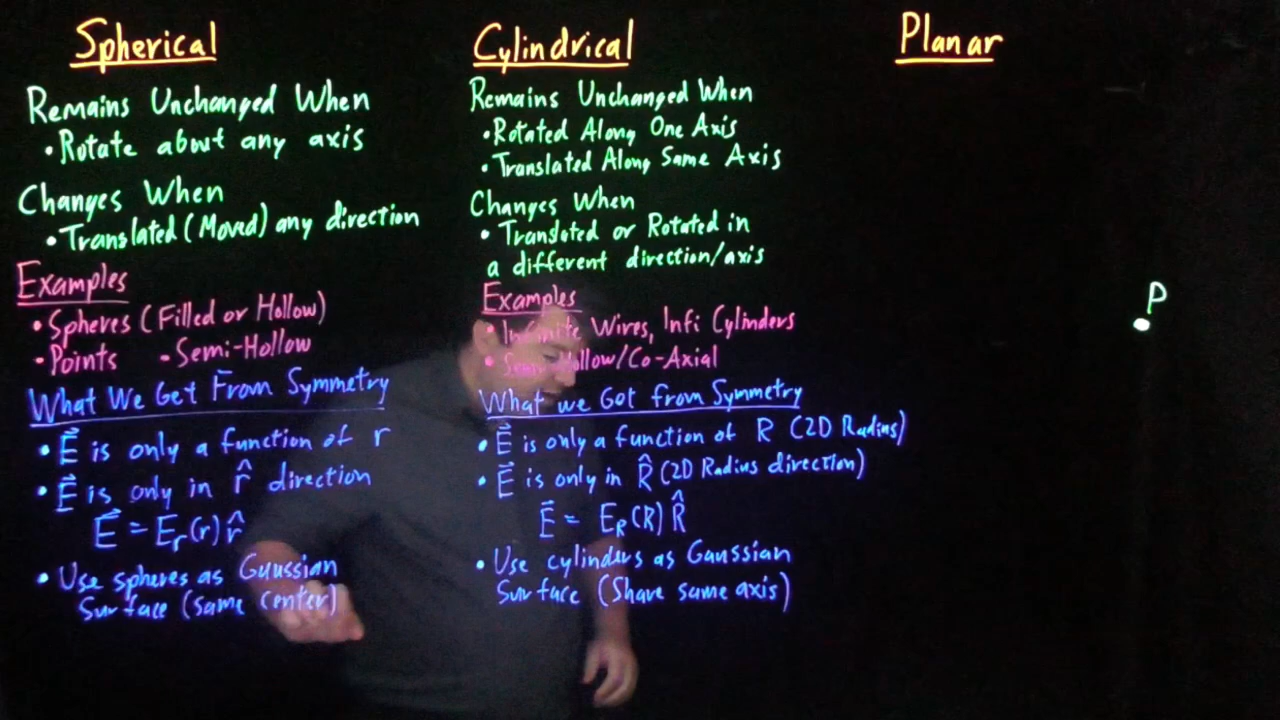 Spherical
Remains Unchanged When
• Rotate about any axis
Changes When
• Translated (Moved) any direction
Examples
• Spheres (Filled or Hollow)
• Points • Semi-Hollow
What We Get From Symmetry
• E⃗ is only a function of r
• E⃗ is only in r̂ direction
E⃗ = Er(r) r̂
• Use spheres as Gaussian
Surface (same center)
Cylindrical
Remains Unchanged When
• Rotated Along One Axis
• Translated Along Same Axis
Changes When
• Translated or Rotated in
a different direction/axis
Examples
• Infinite Wires, Infi Cylinders
• Semi Hollow/Co-Axial
What we Got from Symmetry
• E⃗ is only a function of R (2D Radius)
• E⃗ is only in R̂ (2D Radius direction)
E⃗ = ER(R) R̂
• Use cylinders as Gaussian
Surface (Share same axis)
Planar
P